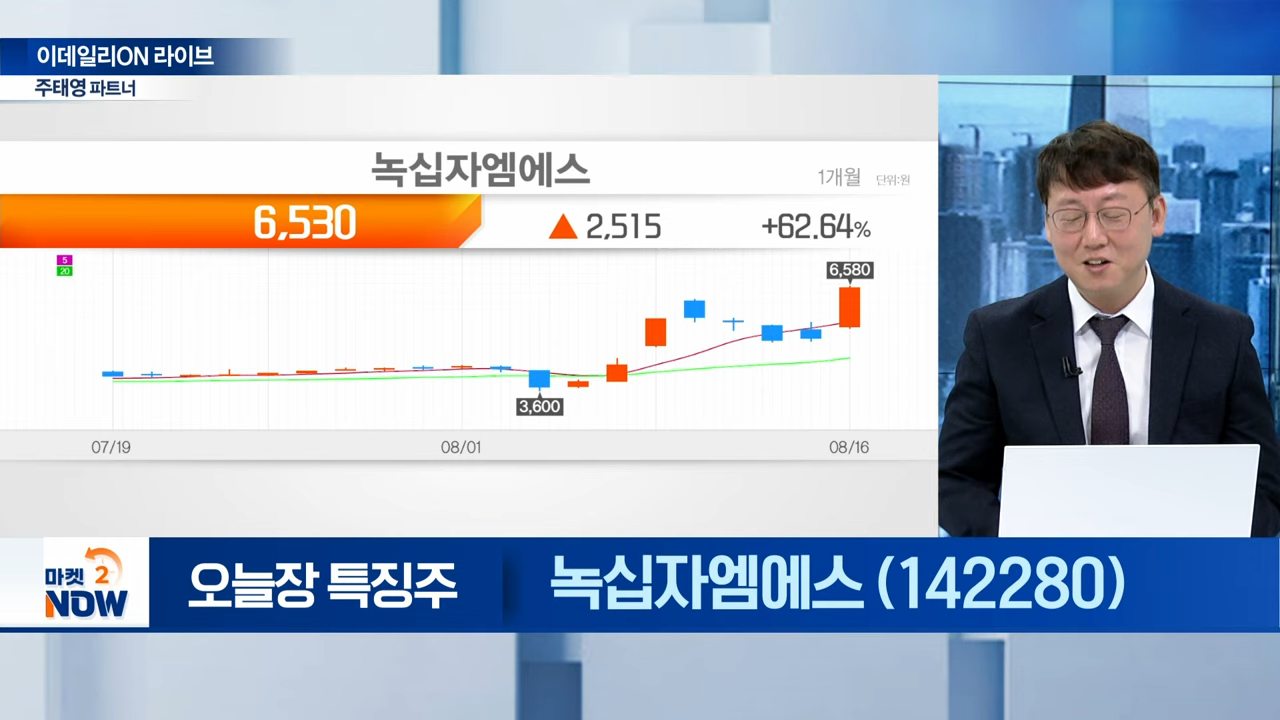 이데일리ON 라이브
주태영 파트너
녹십자엠에스
1개월 단위:원
6,530 ▲ 2,515 +62.64%
5
20
6,580
3,600
07/19 08/01 08/16
마켓 2
NOW
오늘장 특징주 녹십자엠에스 (142280)